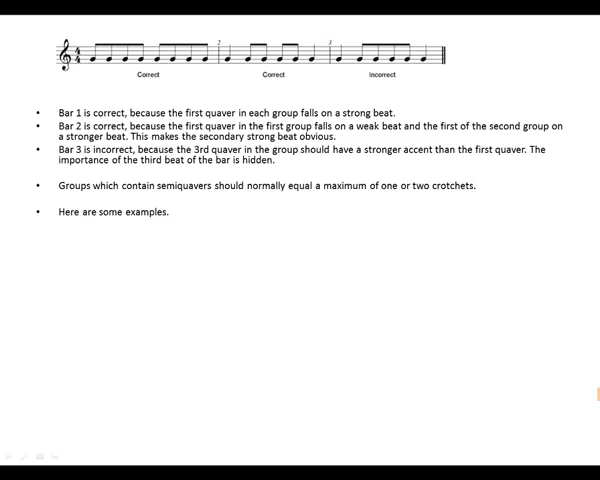 4
4
2
3
Correct
Correct
Incorrect
• Bar 1 is correct, because the first quaver in each group falls on a strong beat.
• Bar 2 is correct, because the first quaver in the first group falls on a weak beat and the first of the second group on
a stronger beat. This makes the secondary strong beat obvious.
• Bar 3 is incorrect, because the 3rd quaver in the group should have a stronger accent than the first quaver. The
importance of the third beat of the bar is hidden.
• Groups which contain semiquavers should normally equal a maximum of one or two crotchets.
• Here are some examples.